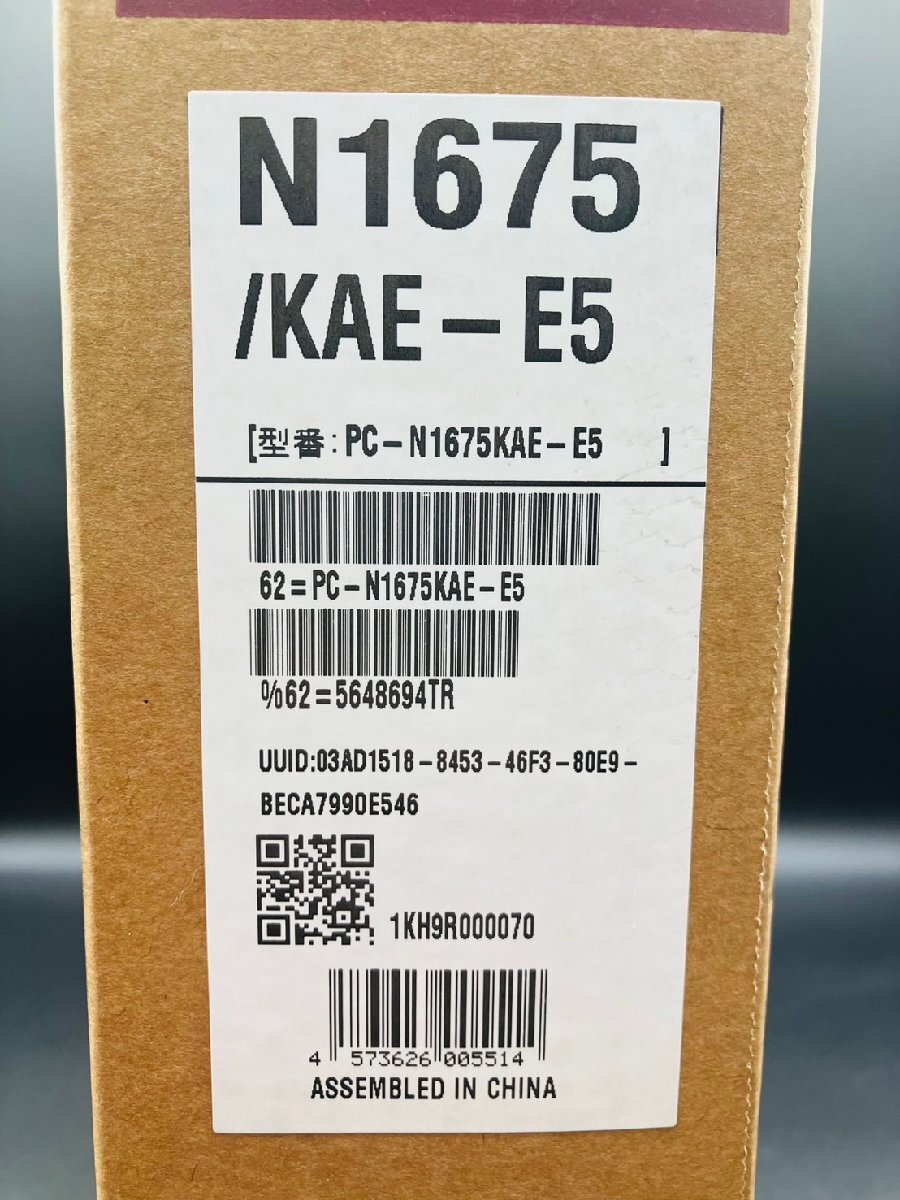 N1675
/KAE-E5
[型番:PC-N1675KAE-E5 ]
62=PC-N1675KAE-E5
%62=5648694TR
UUID:03AD1518-8453-46F3-80E9-
BECA7990E546
1KH9R000070
4 573626 005514
ASSEMBLED IN CHINA